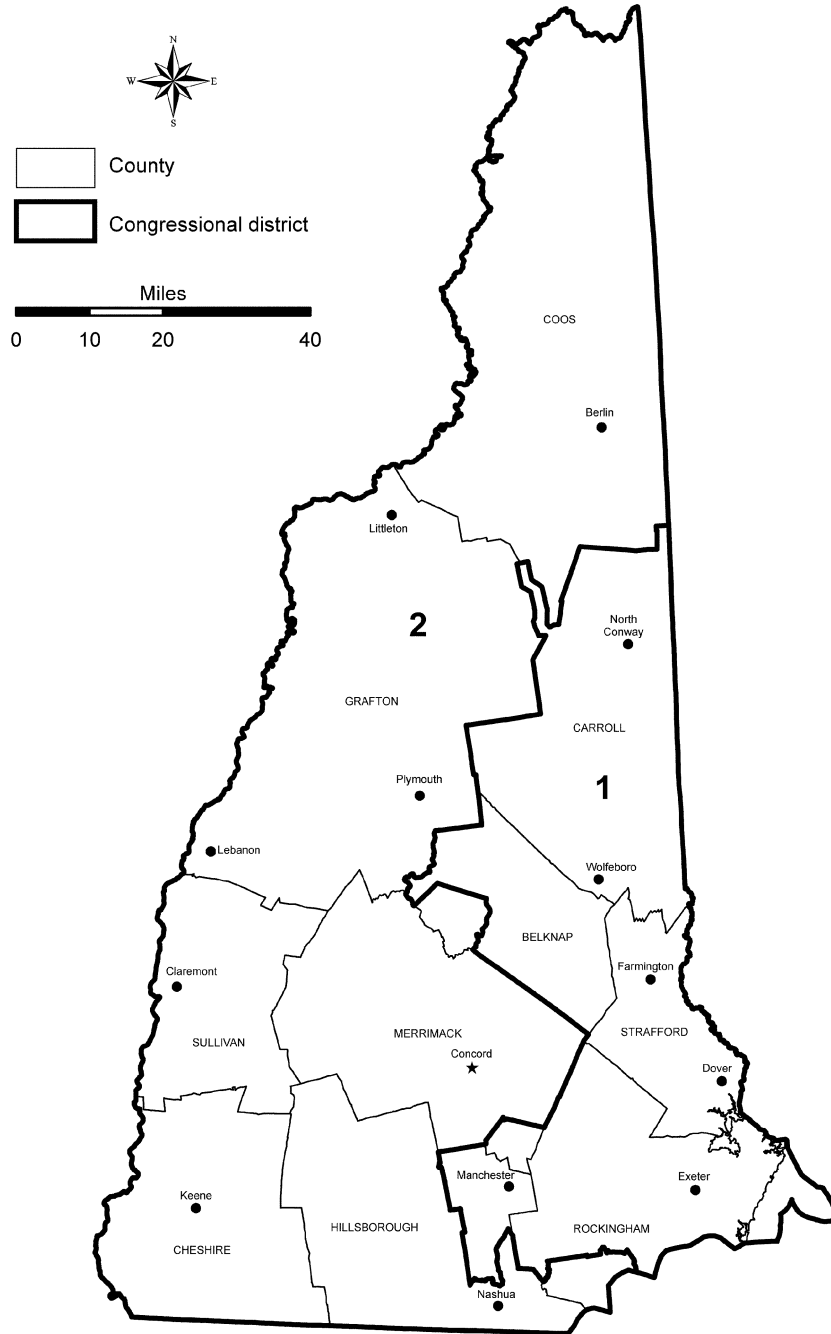 N
W E
S
County
Congressional district
Miles
0 10 20 40
COOS
Berlin
Littleton
2
North
Conway
GRAFTON
CARROLL
Plymouth
1
Lebanon
Wolfeboro
BELKNAP
Claremont
Farmington
MERRIMACK
STRAFFORD
SULLIVAN
Concord
Dover
Manchester
Exeter
Keene
HILLSBOROUGH
ROCKINGHAM
CHESHIRE
Nashua